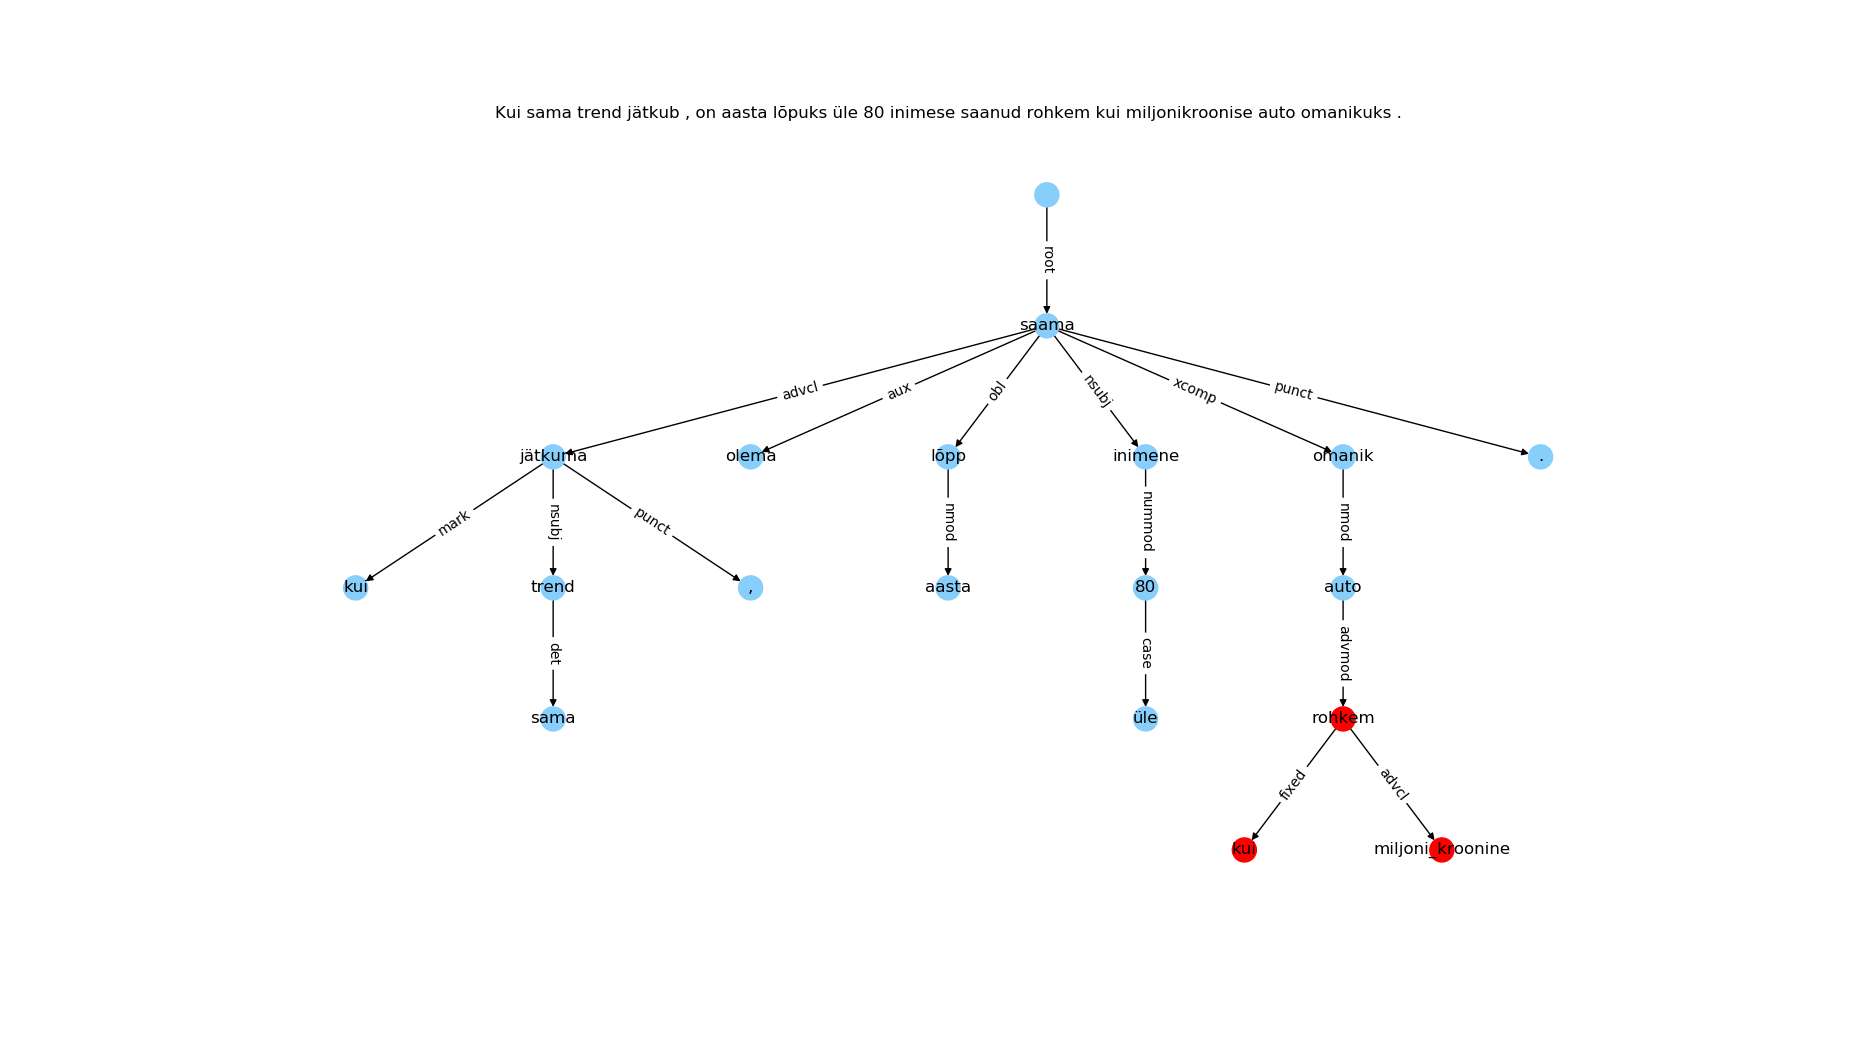 Kui sama trend jätkub , on aasta lõpuks üle 80 inimese saanud rohkem kui miljonikroonise auto omanikuks .
root
saama
advcl aux obl nsubj xcomp punct
jätkuma olema lõpp inimene omanik .
mark nsubj punct nmod nummod nmod
kui trend , aasta 80 auto
det case advmod
sama üle rohkem
fixed advcl
kui miljoni_kroonine